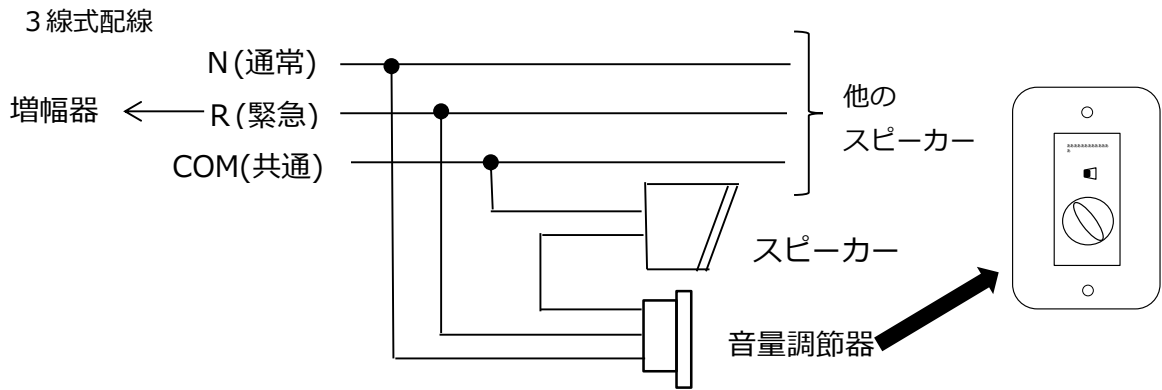 ３線式配線
N(通常)
増幅器
R(緊急)
COM(共通)
他の
スピーカー
スピーカー
音量調節器